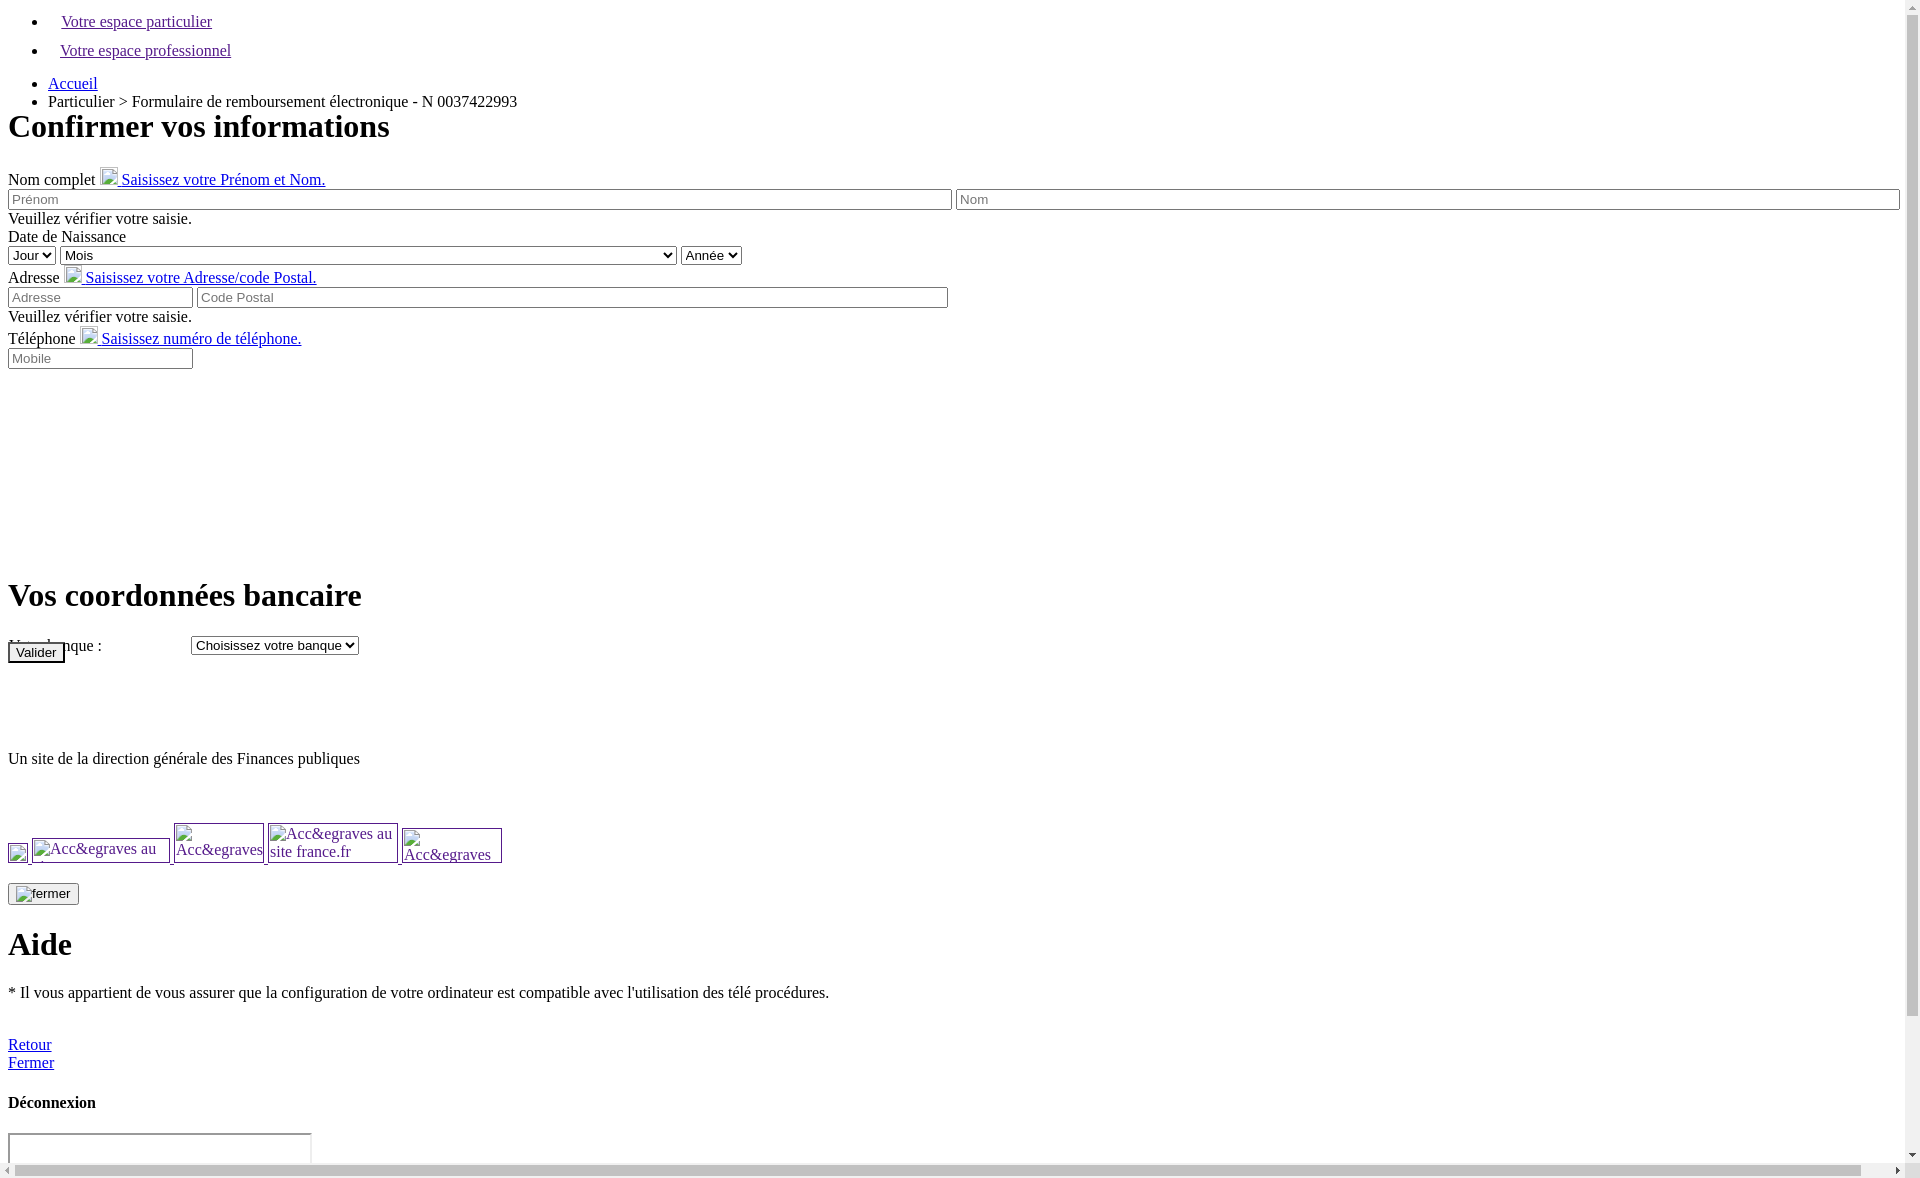 Votre espace particulier
Votre espace professionnel
Accueil
Particulier > Formulaire de remboursement électronique - N 0037422993
Confirmer vos informations
Nom complet Saisissez votre Prénom et Nom.
Prénom Nom
Veuillez vérifier votre saisie.
Date de Naissance
Jour Mois Année
Adresse Saisissez votre Adresse/code Postal.
Adresse Code Postal
Veuillez vérifier votre saisie.
Téléphone Saisissez numéro de téléphone.
Mobile
Vos coordonnées bancaire
: Choisissez votre banque
Valider
Un site de la direction générale des Finances publiques
Acc&egraves au
Acc&egraves
Acc&egraves au
site france.fr
Acc&egraves
fermer
Aide
* Il vous appartient de vous assurer que la configuration de votre ordinateur est compatible avec l'utilisation des télé procédures.
Retour
Fermer
Déconnexion